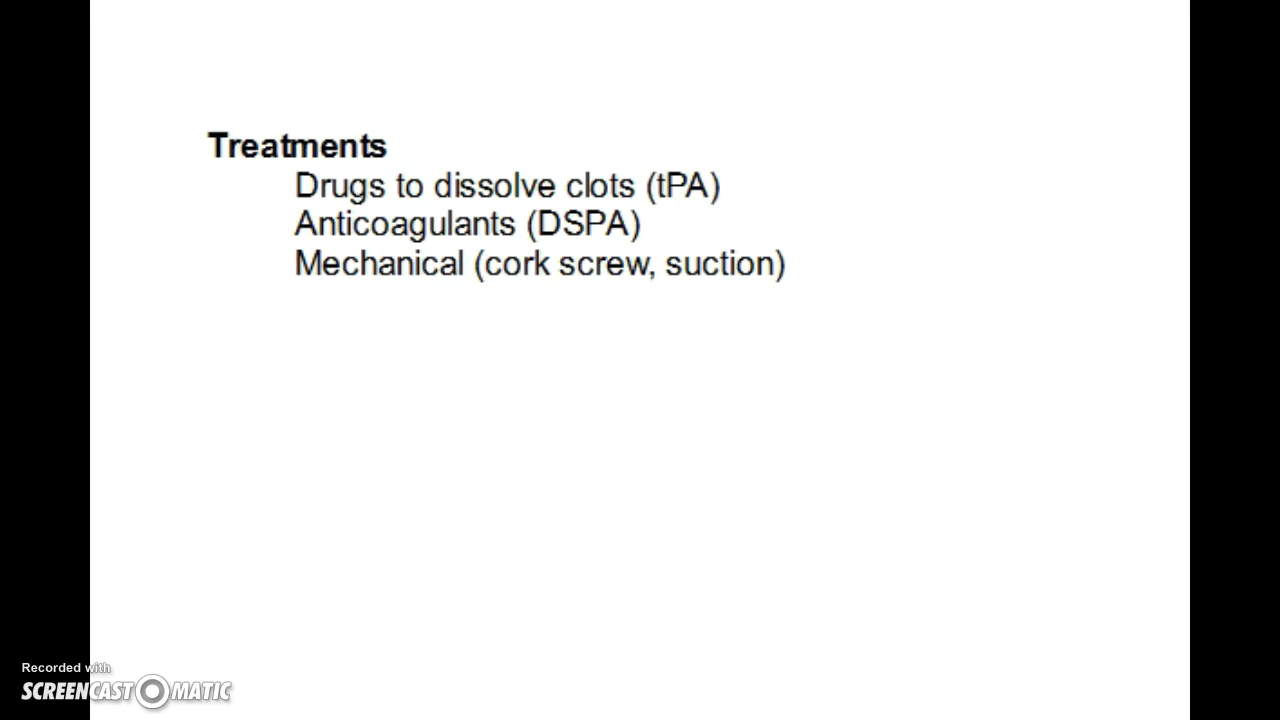 Treatments
Drugs to dissolve clots (tPA)
Anticoagulants (DSPA)
Mechanical (cork screw, suction)
Recorded with
SCREENCAST MATIC